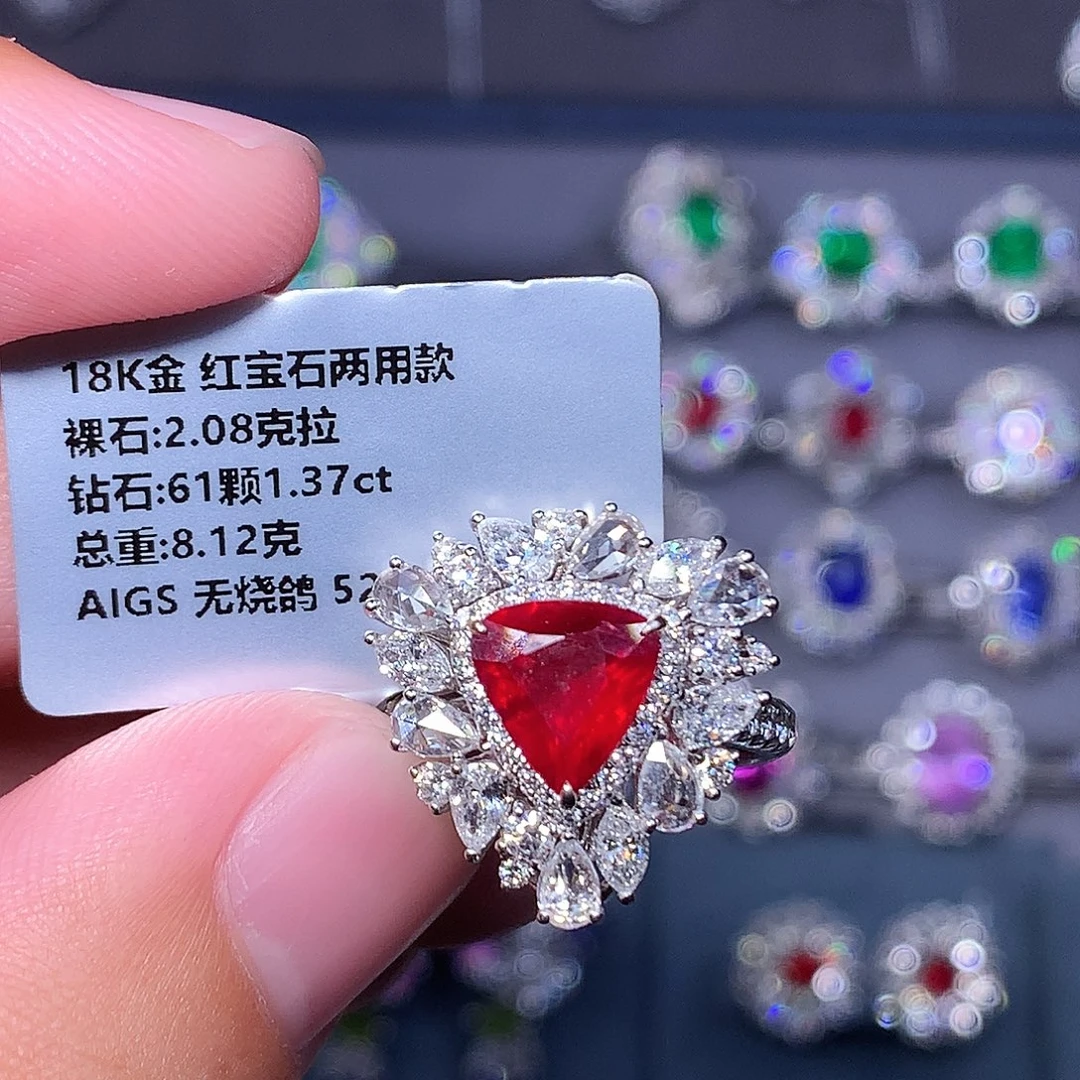 18K金 红宝石两用款
裸石:2.08克拉
钻石:61颗1.37ct
总重:8.12克
AIGS 无烧鸽 52